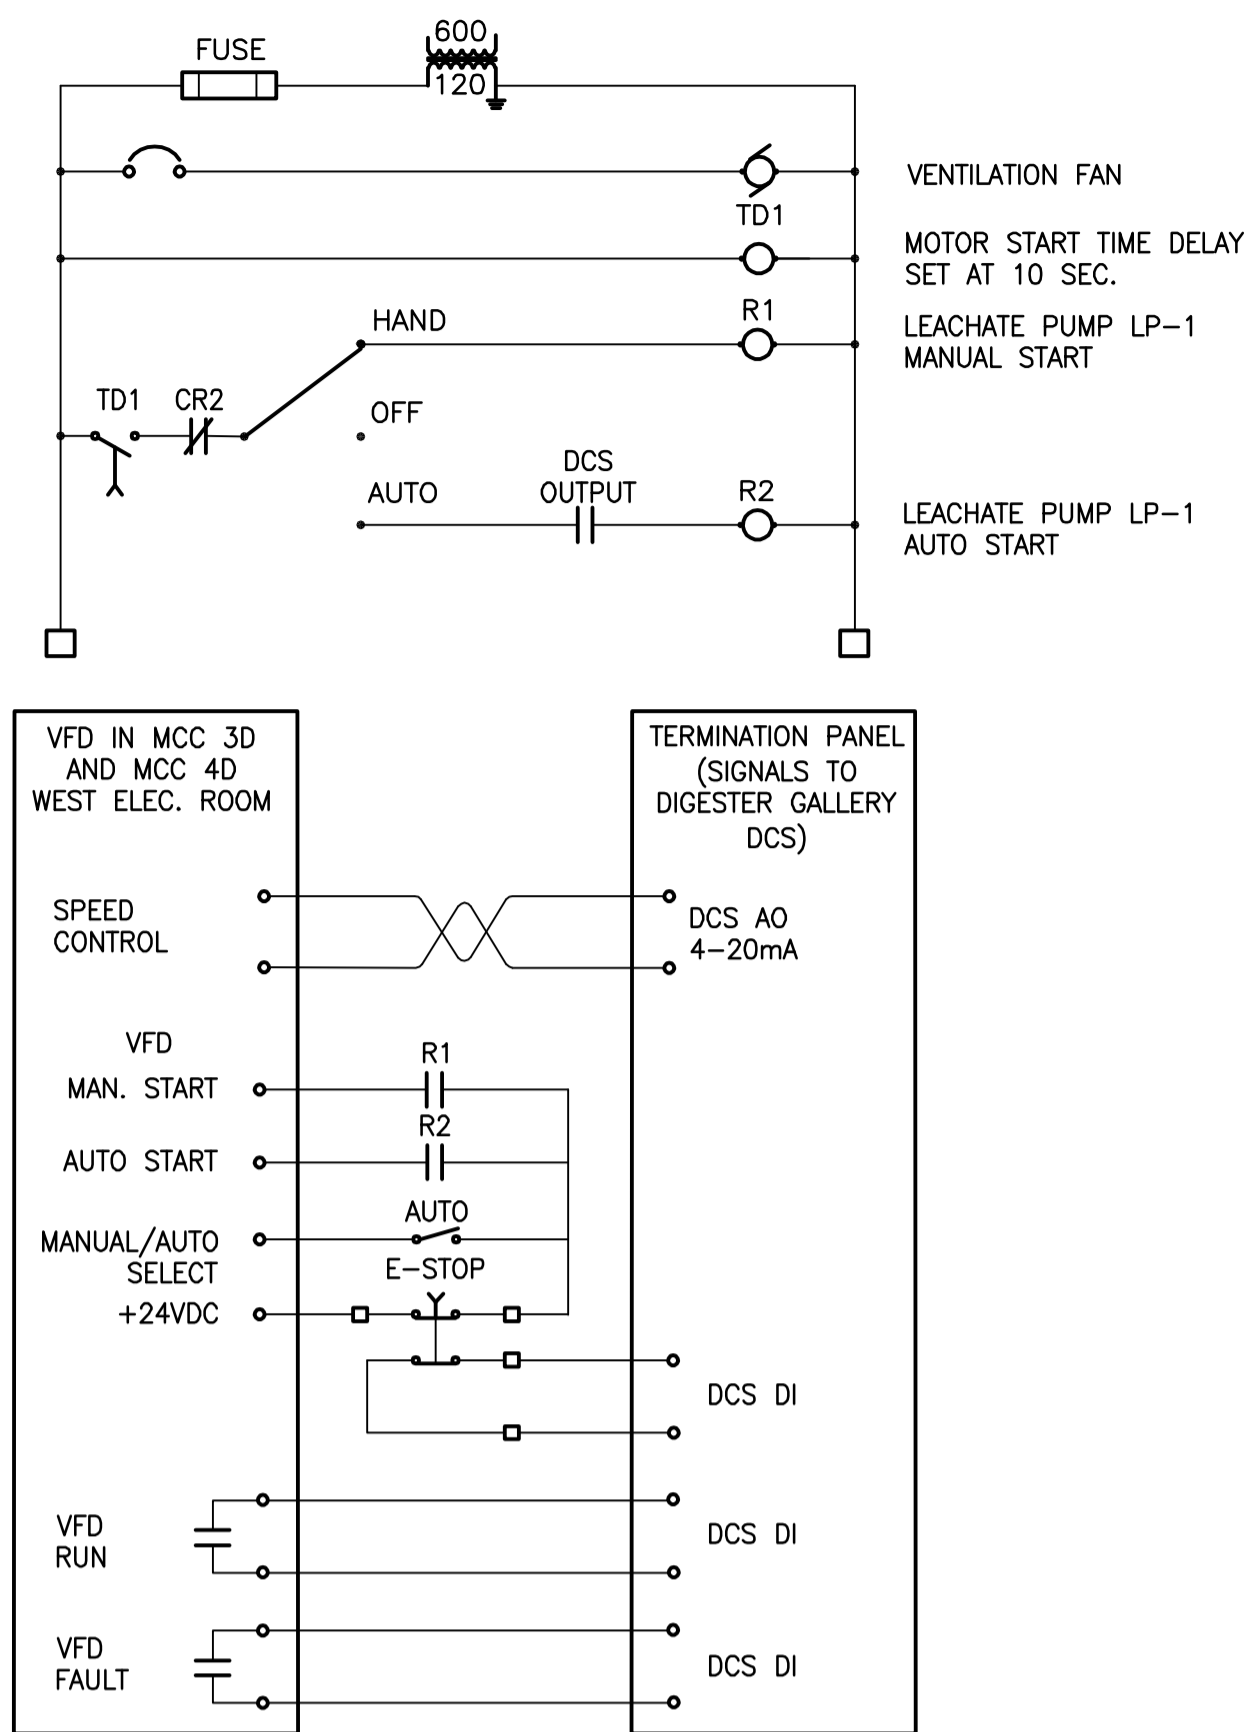 600
FUSE
120
VENTILATION FAN
TD1
MOTOR START TIME DELAY
SET AT 10 SEC.
HAND
R1
LEACHATE PUMP LP-1
MANUAL START
TD1
CR2
OFF
AUTO
DCS
OUTPUT
R2
LEACHATE PUMP LP-1
AUTO START
VFD IN MCC 3D
AND MCC 4D
WEST ELEC. ROOM
TERMINATION PANEL
(SIGNALS TO
DIGESTER GALLERY
DCS)
SPEED
CONTROL
DCS AO
4-20mA
VFD
MAN. START
R1
AUTO START
R2
MANUAL/AUTO
SELECT
AUTO
+24VDC
E-STOP
DCS DI
VFD
RUN
DCS DI
VFD
FAULT
DCS DI